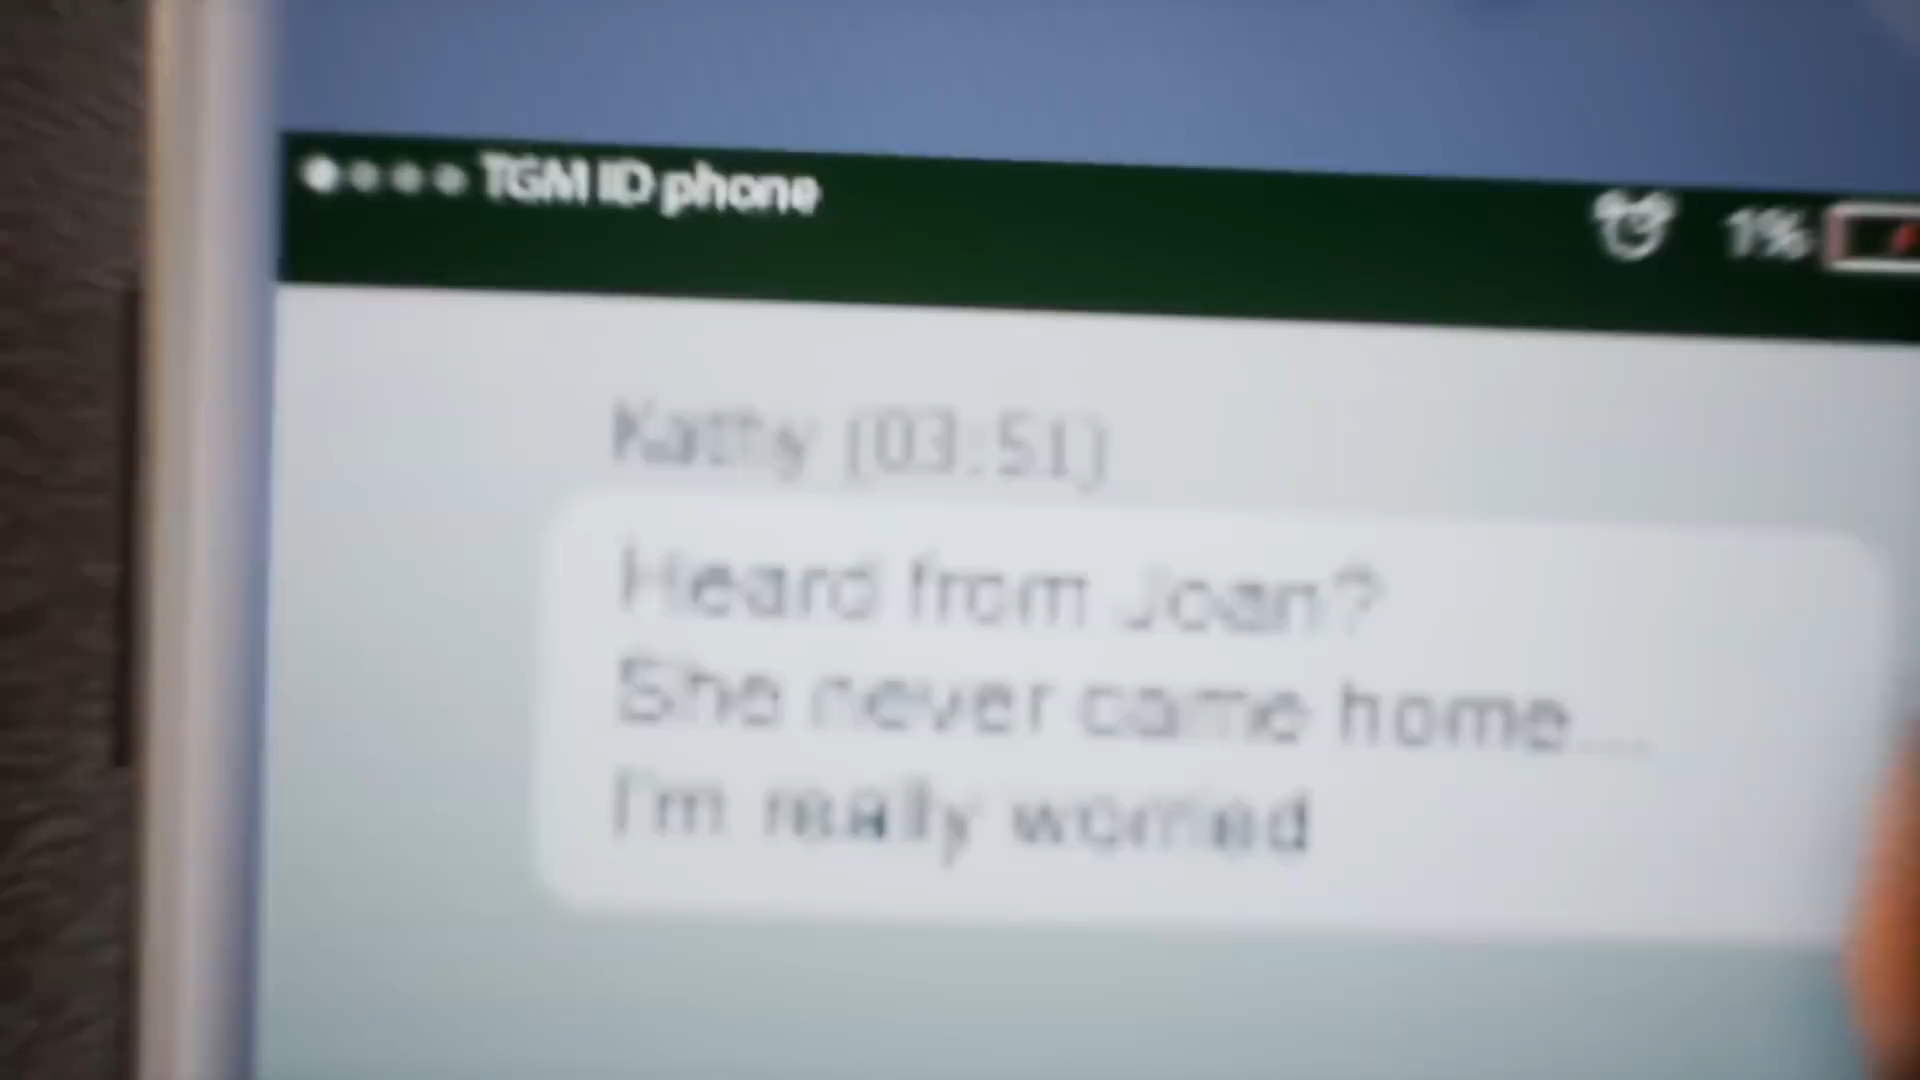 TGM ID phone 1%
Kathy (03:51)
Heard from Joan?
She never came home...
I'm really worried